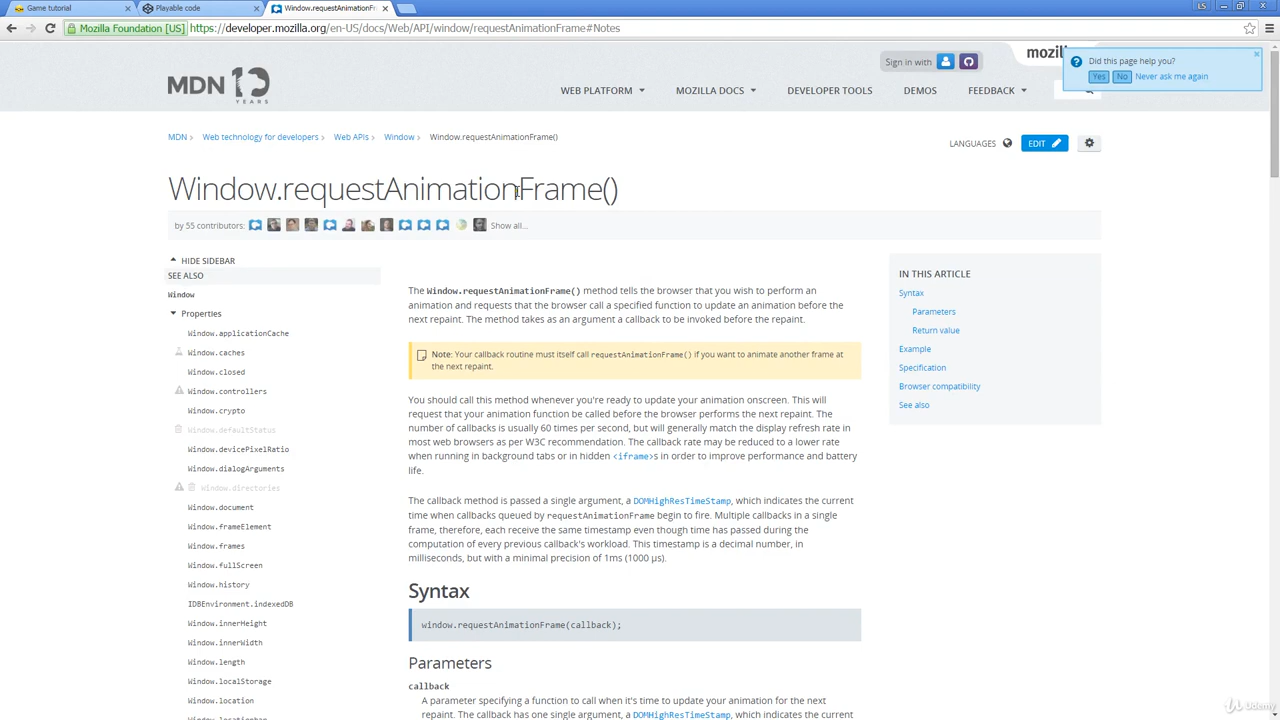 Game tutorial
Playable code
Window.requestAnimationFra
LS
Mozilla Foundation [US]
https://developer.mozilla.org/en-US/docs/Web/API/window/requestAnimationFrame#Notes
Sign in with
Did this page help you?
Yes No Never ask me again
MDN 10
YEARS
WEB PLATFORM MOZILLA DOCS DEVELOPER TOOLS DEMOS FEEDBACK
MDN Web technology for developers Web APIs Window Window.requestAnimationFrame()
LANGUAGES EDIT
Window.requestAnimationFrame()
by 55 contributors: Show all...
HIDE SIDEBAR
SEE ALSO
Window
Properties
Window.applicationCache
Window.caches
Window.closed
Window.controllers
Window.crypto
Window.defaultStatus
Window.devicePixelRatio
Window.dialogArguments
Window.directories
Window.document
Window.frameElement
Window.frames
Window.fullScreen
Window.history
IDBEnvironment.indexedDB
Window.innerHeight
Window.innerWidth
Window.length
Window.localStorage
Window.location
The Window.requestAnimationFrame() method tells the browser that you wish to perform an
animation and requests that the browser call a specified function to update an animation before the
next repaint. The method takes as an argument a callback to be invoked before the repaint.
Note: Your callback routine must itself call requestAnimationFrame() if you want to animate another frame at
the next repaint.
You should call this method whenever you're ready to update your animation onscreen. This will
request that your animation function be called before the browser performs the next repaint. The
number of callbacks is usually 60 times per second, but will generally match the display refresh rate in
most web browsers as per W3C recommendation. The callback rate may be reduced to a lower rate
when running in background tabs or in hidden <iframe>s in order to improve performance and battery
life.
The callback method is passed a single argument, a DOMHighResTimeStamp, which indicates the current
time when callbacks queued by requestAnimationFrame begin to fire. Multiple callbacks in a single
frame, therefore, each receive the same timestamp even though time has passed during the
computation of every previous callback's workload. This timestamp is a decimal number, in
milliseconds, but with a minimal precision of 1ms (1000 µs).
Syntax
window.requestAnimationFrame(callback);
Parameters
callback
A parameter specifying a function to call when it's time to update your animation for the next
repaint. The callback has one single argument, a DOMHighResTimeStamp, which indicates the current
IN THIS ARTICLE
Syntax
Parameters
Return value
Example
Specification
Browser compatibility
See also
Udemy